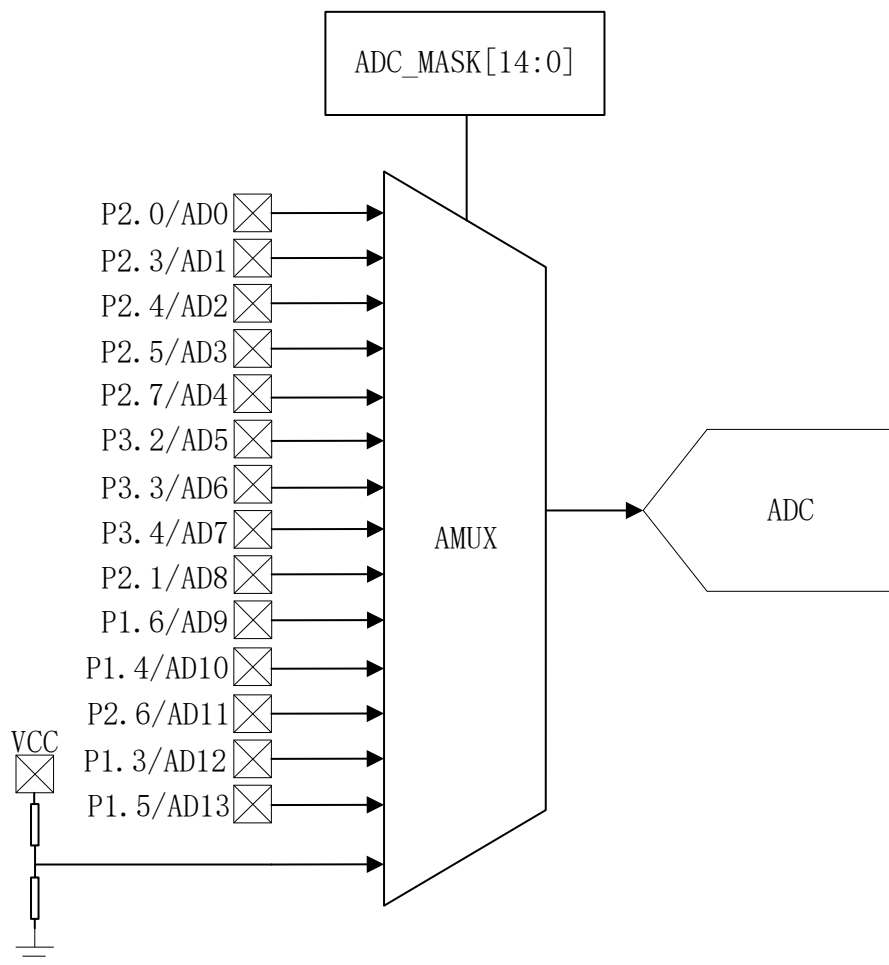 ADC_MASK[14:0]
P2.0/AD0
P2.3/AD1
P2.4/AD2
P2.5/AD3
P2.7/AD4
P3.2/AD5
P3.3/AD6
P3.4/AD7
P2.1/AD8
P1.6/AD9
P1.4/AD10
P2.6/AD11
P1.3/AD12
P1.5/AD13
VCC
AMUX
ADC